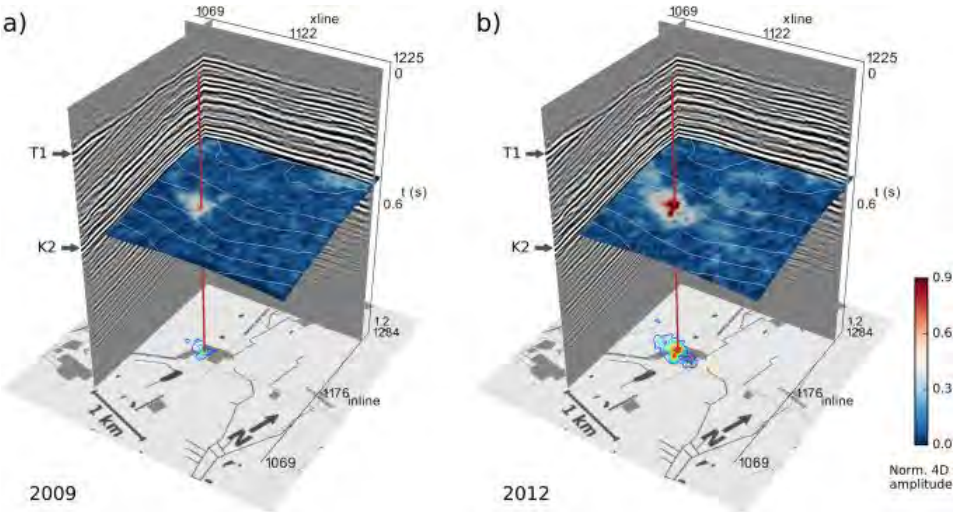 a)
1069
xline
1122
1225
0
T1
t (s)
0.6
K2
1.2
1284
1176
inline
1 km
N
1069
2009
b)
1069
xline
1122
1225
0
T1
t (s)
0.6
K2
1.2
1284
1176
inline
1 km
N
1069
2012
0.9
0.6
0.3
0.0
Norm. 4D
amplitude